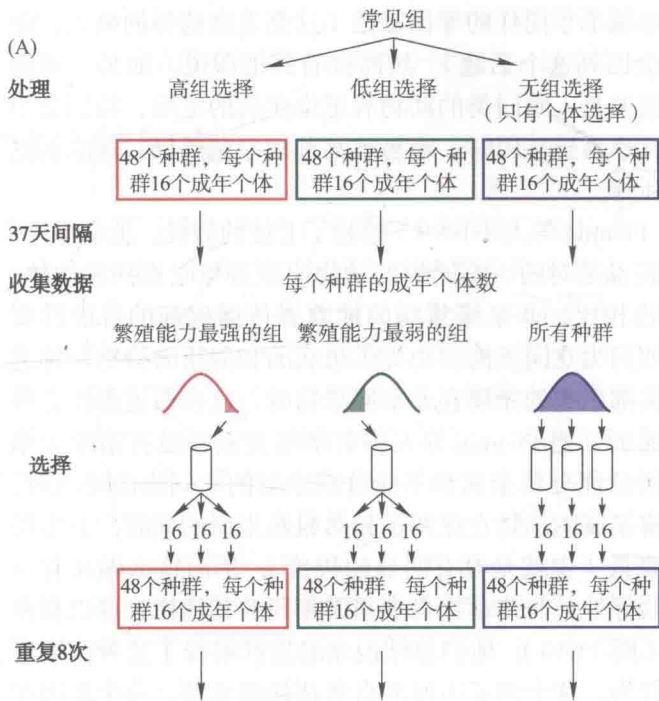 常见组
(A)
处理 高组选择 低组选择 无组选择
（只有个体选择）
48个种群，每个种 48个种群，每个种 48个种群，每个种
群16个成年个体 群16个成年个体 群16个成年个体
37天间隔
收集数据 每个种群的成年个体数
繁殖能力最强的组 繁殖能力最弱的组 所有种群
选择
16 16 16 16 16 16 16 16 16
48个种群，每个种 48个种群，每个种 48个种群，每个种
群16个成年个体 群16个成年个体 群16个成年个体
重复8次